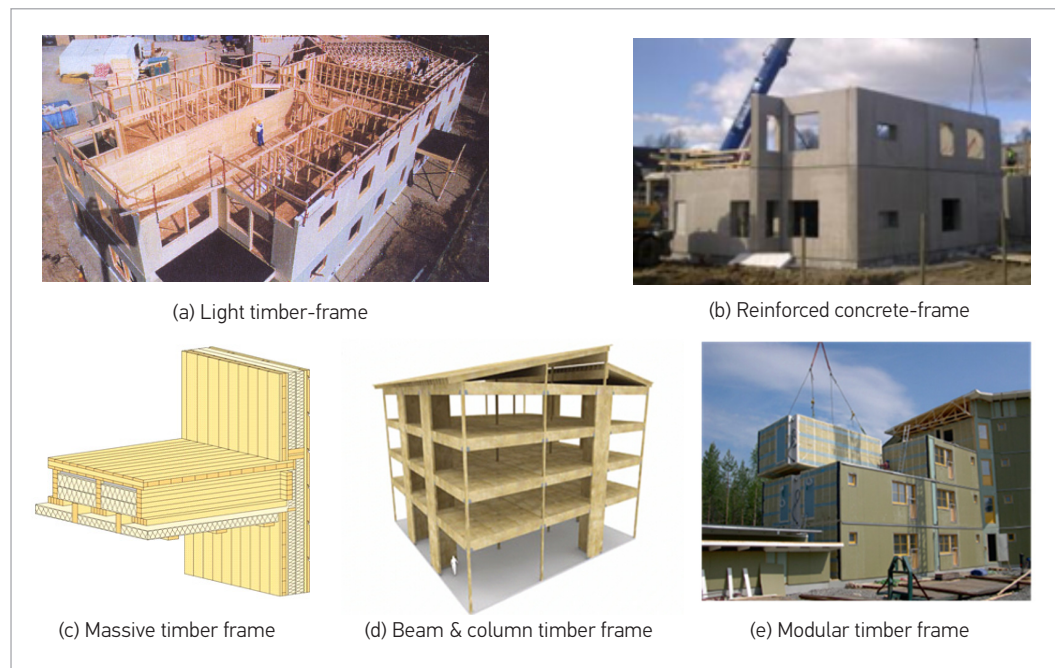 (a) Light timber-frame
(b) Reinforced concrete-frame
(c) Massive timber frame
(d) Beam & column timber frame
(e) Modular timber frame